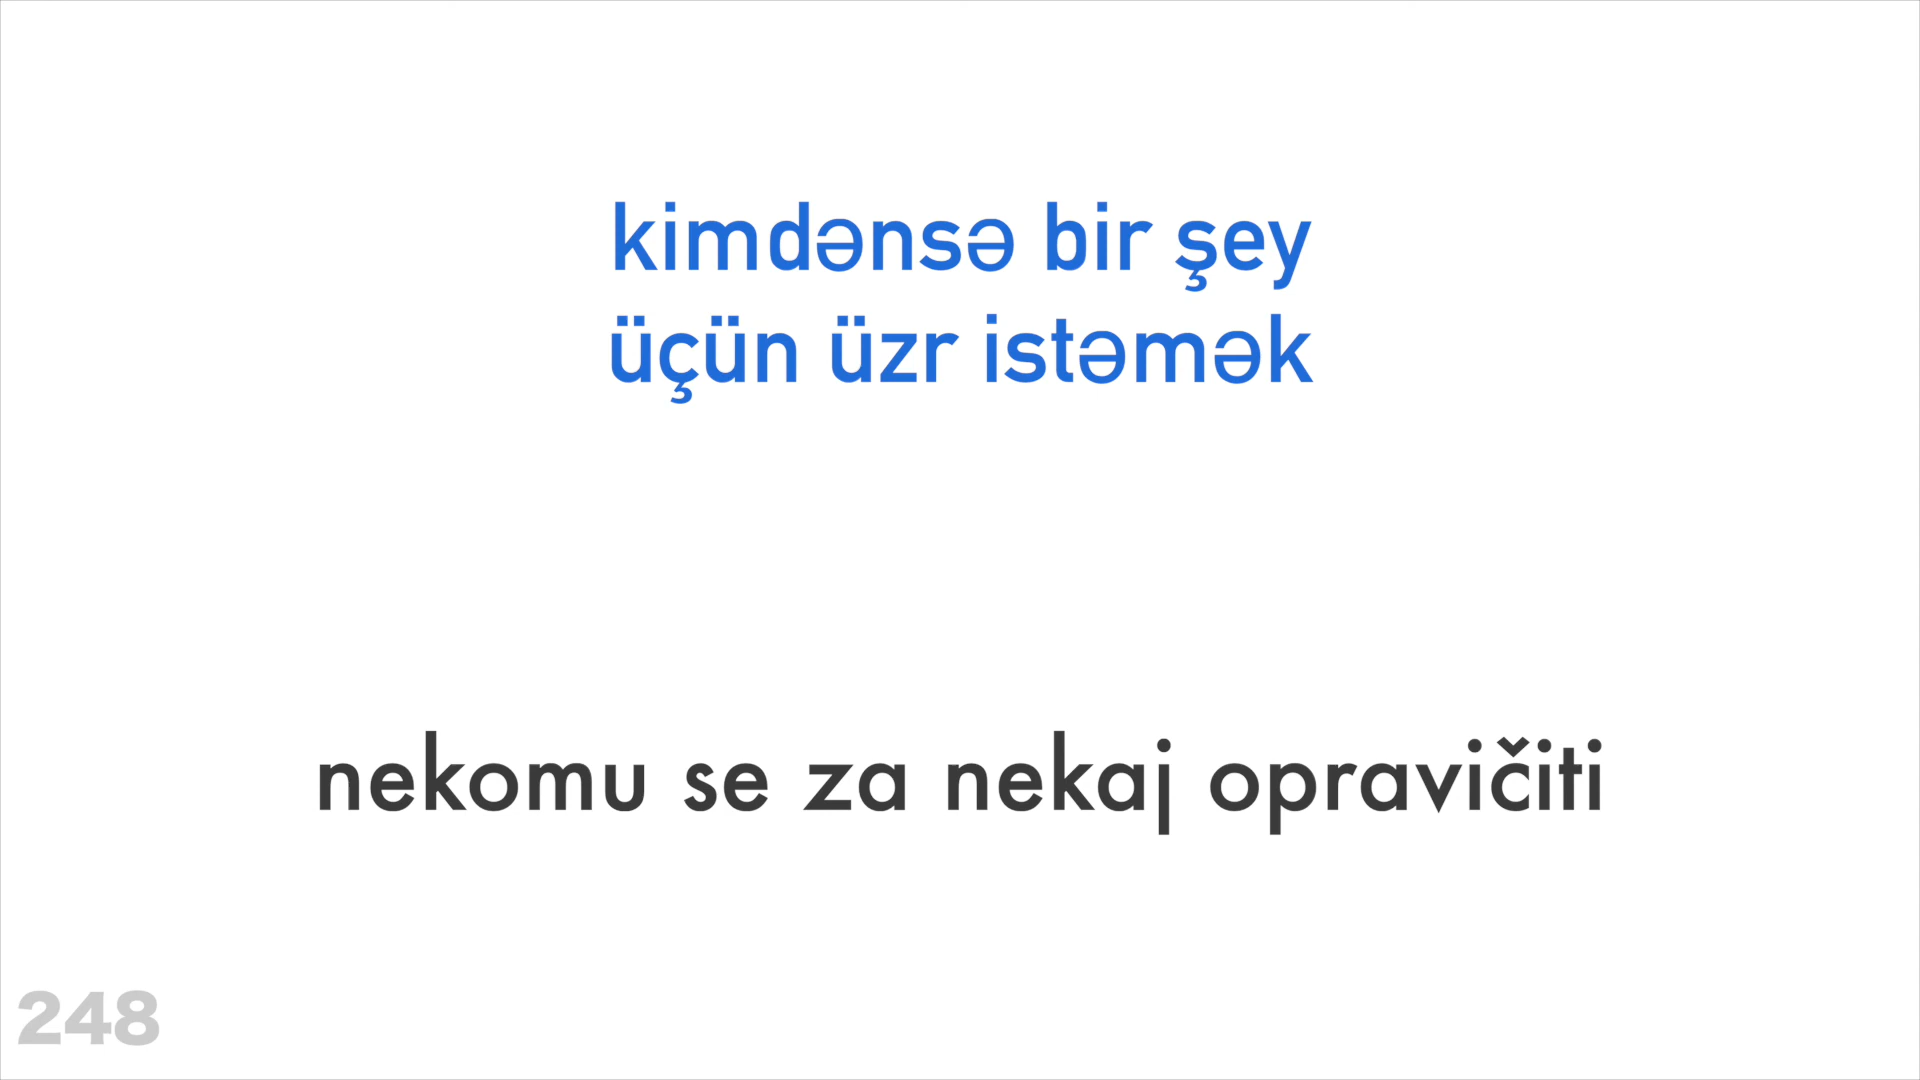 kimdənsə bir şey
üçün üzr istəmək
nekomu se za nekaj opravičiti
248